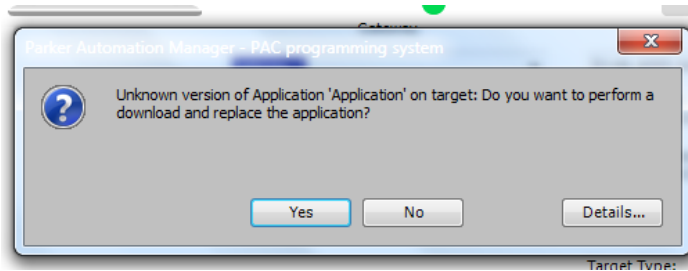 Gateway
Parker Automation Manager - PAC programming system
Unknown version of Application 'Application' on target: Do you want to perform a
download and replace the application?
Yes
No
Details...
Target Type: